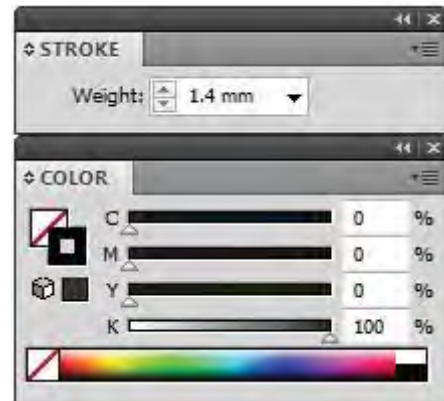 STROKE
Weight: 1.4 mm
COLOR
C 0 %
M 0 %
Y 0 %
K 100 %